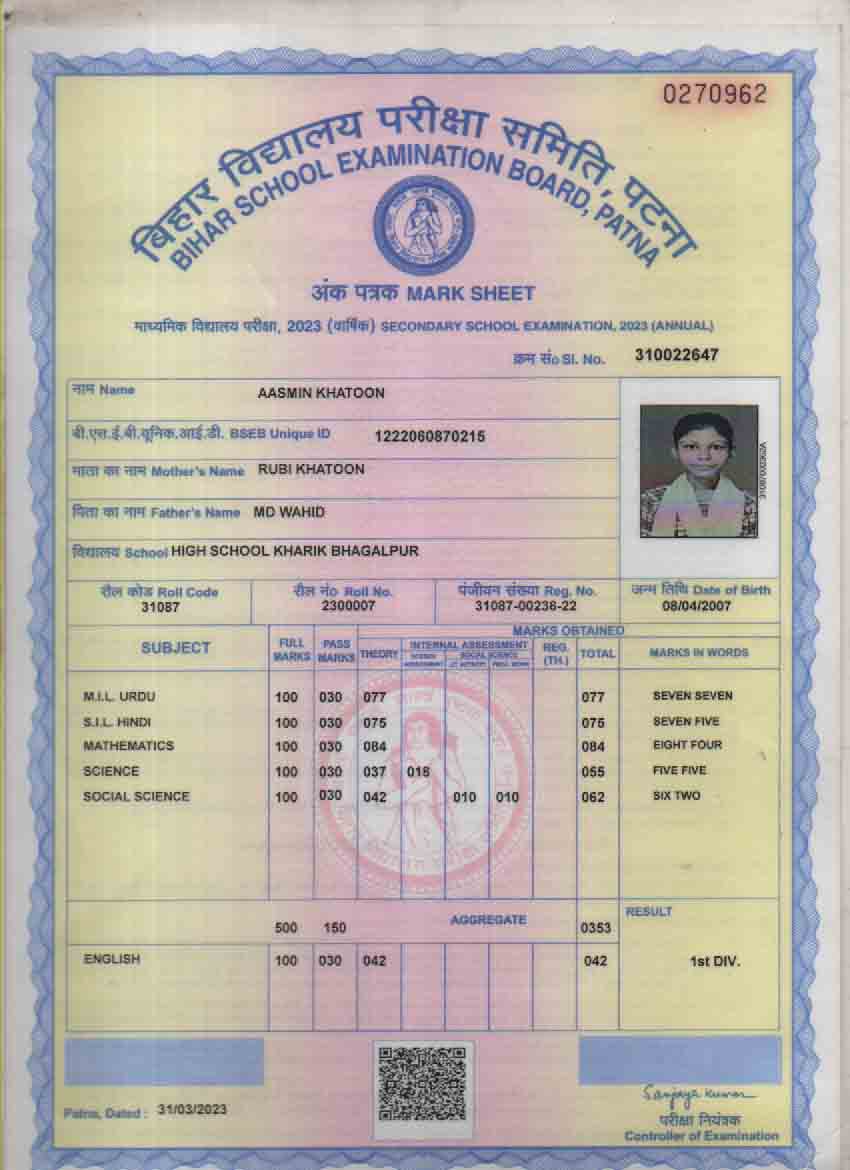 0270962
बिहार विद्यालय परीक्षा समिति, पटना
BIHAR SCHOOL EXAMINATION BOARD, PATNA
अंक पत्रक MARK SHEET
माध्यमिक विद्यालय परीक्षा, 2023 (वार्षिक) SECONDARY SCHOOL EXAMINATION, 2023 (ANNUAL)
क्रम सं० Sl. No. 310022647
नाम Name AASMIN KHATOON
बी.एस.ई.बी.यूनिक.आई.डी. BSEB Unique ID 1222060870215
माता का नाम Mother's Name RUBI KHATOON
पिता का नाम Father's Name MD WAHID
विद्यालय School HIGH SCHOOL KHARIK BHAGALPUR
रौल कोड Roll Code रौल नं० Roll No. पंजीयन संख्या Reg. No. जन्म तिथि Date of Birth
31087 2300007 31087-00236-22 08/04/2007
MARKS OBTAINED
SUBJECT FULL MARKS PASS MARKS THEORY INTERNAL ASSESSMENT REG. (TH.) TOTAL MARKS IN WORDS
SOCIAL SCIENCE
M.I.L. URDU 100 030 077 077 SEVEN SEVEN
S.I.L. HINDI 100 030 075 075 SEVEN FIVE
MATHEMATICS 100 030 084 084 EIGHT FOUR
SCIENCE 100 030 037 018 055 FIVE FIVE
SOCIAL SCIENCE 100 030 042 010 010 062 SIX TWO
500 150 AGGREGATE 0353 RESULT
ENGLISH 100 030 042 042 1st DIV.
Patna, Dated : 31/03/2023
Sanjaya Kumar
परीक्षा नियंत्रक
Controller of Examination